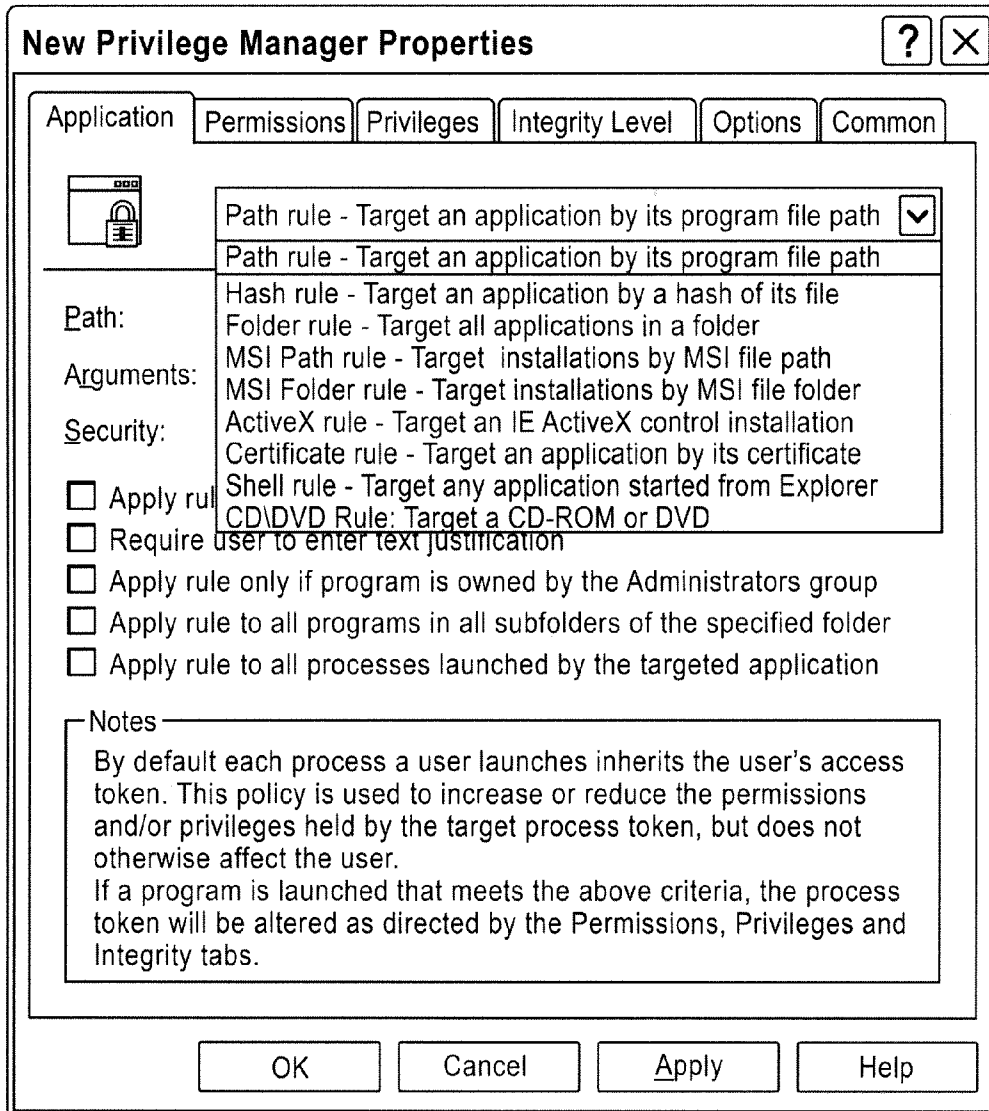 New Privilege Manager Properties
?
Application Permissions Privileges Integrity Level Options Common
Path rule - Target an application by its program file path
Path rule - Target an application by its program file path
Hash rule - Target an application by a hash of its file
Path:
Folder rule - Target all applications in a folder
MSI Path rule - Target installations by MSI file path
Arguments:
MSI Folder rule - Target installations by MSI file folder
ActiveX rule - Target an IE ActiveX control installation
Security:
Certificate rule - Target an application by its certificate
Shell rule - Target any application started from Explorer
Apply rul
CD\DVD Rule: Target a CD-ROM or DVD
Require user to enter text justification
Apply rule only if program is owned by the Administrators group
Apply rule to all programs in all subfolders of the specified folder
Apply rule to all processes launched by the targeted application
Notes
By default each process a user launches inherits the user's access
token. This policy is used to increase or reduce the permissions
and/or privileges held by the target process token, but does not
otherwise affect the user.
If a program is launched that meets the above criteria, the process
token will be altered as directed by the Permissions, Privileges and
Integrity tabs.
OK Cancel Apply Help